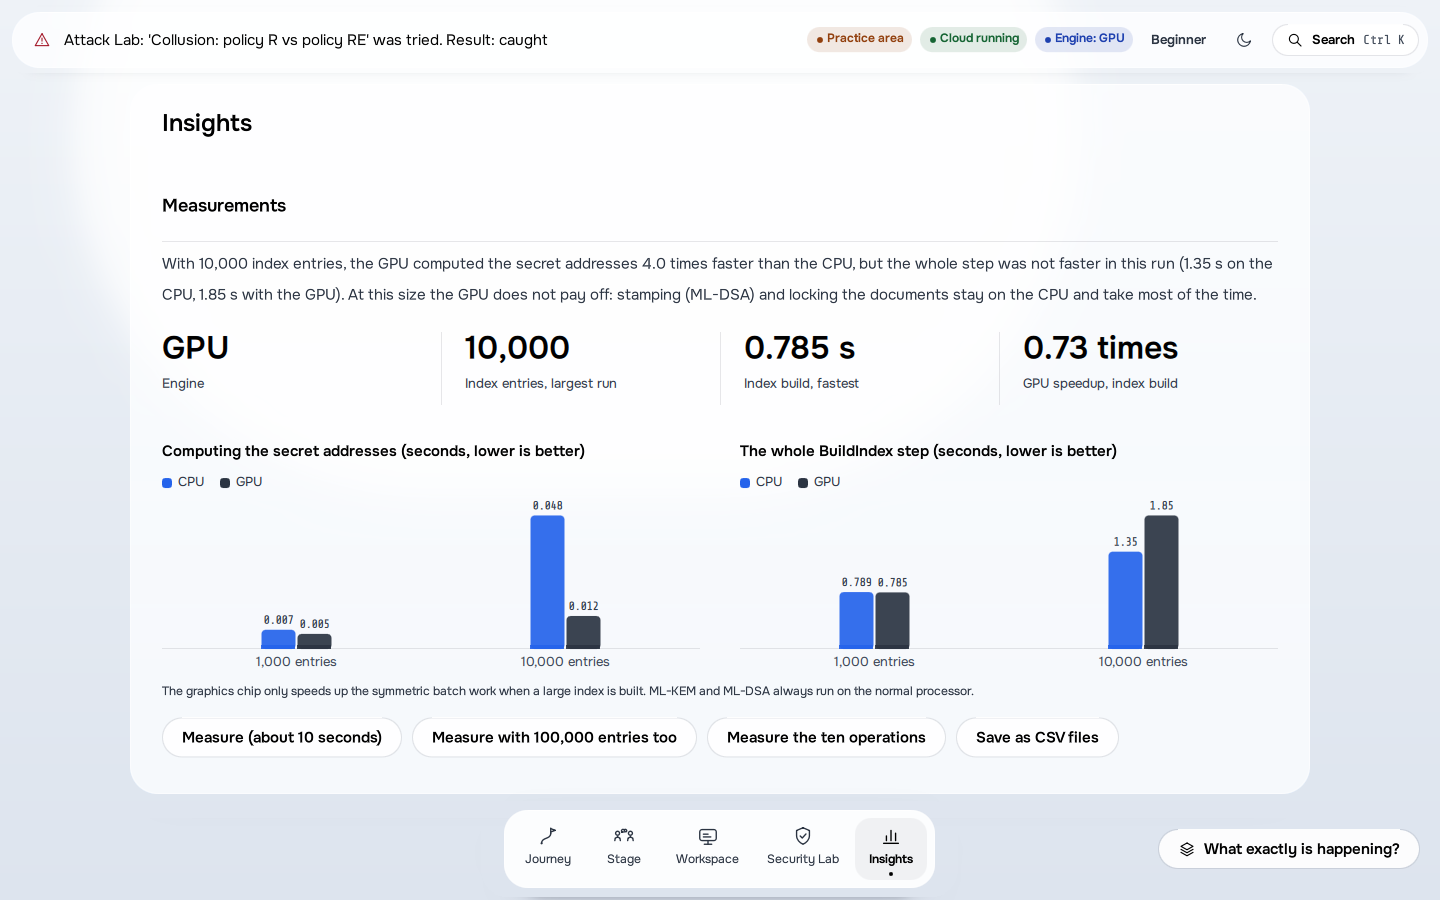 Attack Lab: 'Collusion: policy R vs policy RE' was tried. Result: caught
Practice area
Cloud running
Engine: GPU
Beginner
Search Ctrl K
Insights
Measurements
With 10,000 index entries, the GPU computed the secret addresses 4.0 times faster than the CPU, but the whole step was not faster in this run (1.35 s on the
CPU, 1.85 s with the GPU). At this size the GPU does not pay off: stamping (ML-DSA) and locking the documents stay on the CPU and take most of the time.
GPU
Engine
10,000
Index entries, largest run
0.785 s
Index build, fastest
0.73 times
GPU speedup, index build
Computing the secret addresses (seconds, lower is better)
CPU GPU
0.048
0.012
0.007 0.005
1,000 entries 10,000 entries
The whole BuildIndex step (seconds, lower is better)
CPU GPU
1.85
1.35
0.789 0.785
1,000 entries 10,000 entries
The graphics chip only speeds up the symmetric batch work when a large index is built. ML-KEM and ML-DSA always run on the normal processor.
Measure (about 10 seconds)
Measure with 100,000 entries too
Measure the ten operations
Save as CSV files
Journey
Stage
Workspace
Security Lab
Insights
What exactly is happening?